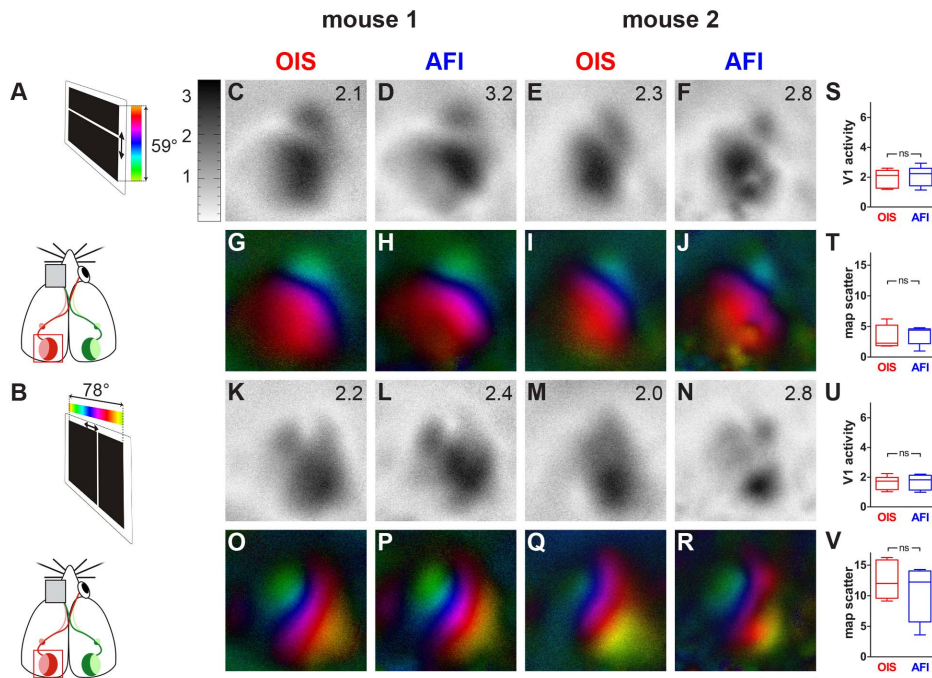 mouse 1 mouse 2
OIS AFI OIS AFI
A 59° 3 2 1 C 2.1 D 3.2 E 2.3 F 2.8 S V1 activity 6 4 2 0 ns OIS AFI
G H I J T map scatter 15 10 5 0 ns OIS AFI
B 78° K 2.2 L 2.4 M 2.0 N 2.8 U V1 activity 6 4 2 0 ns OIS AFI
O P Q R V map scatter 15 10 5 0 ns OIS AFI